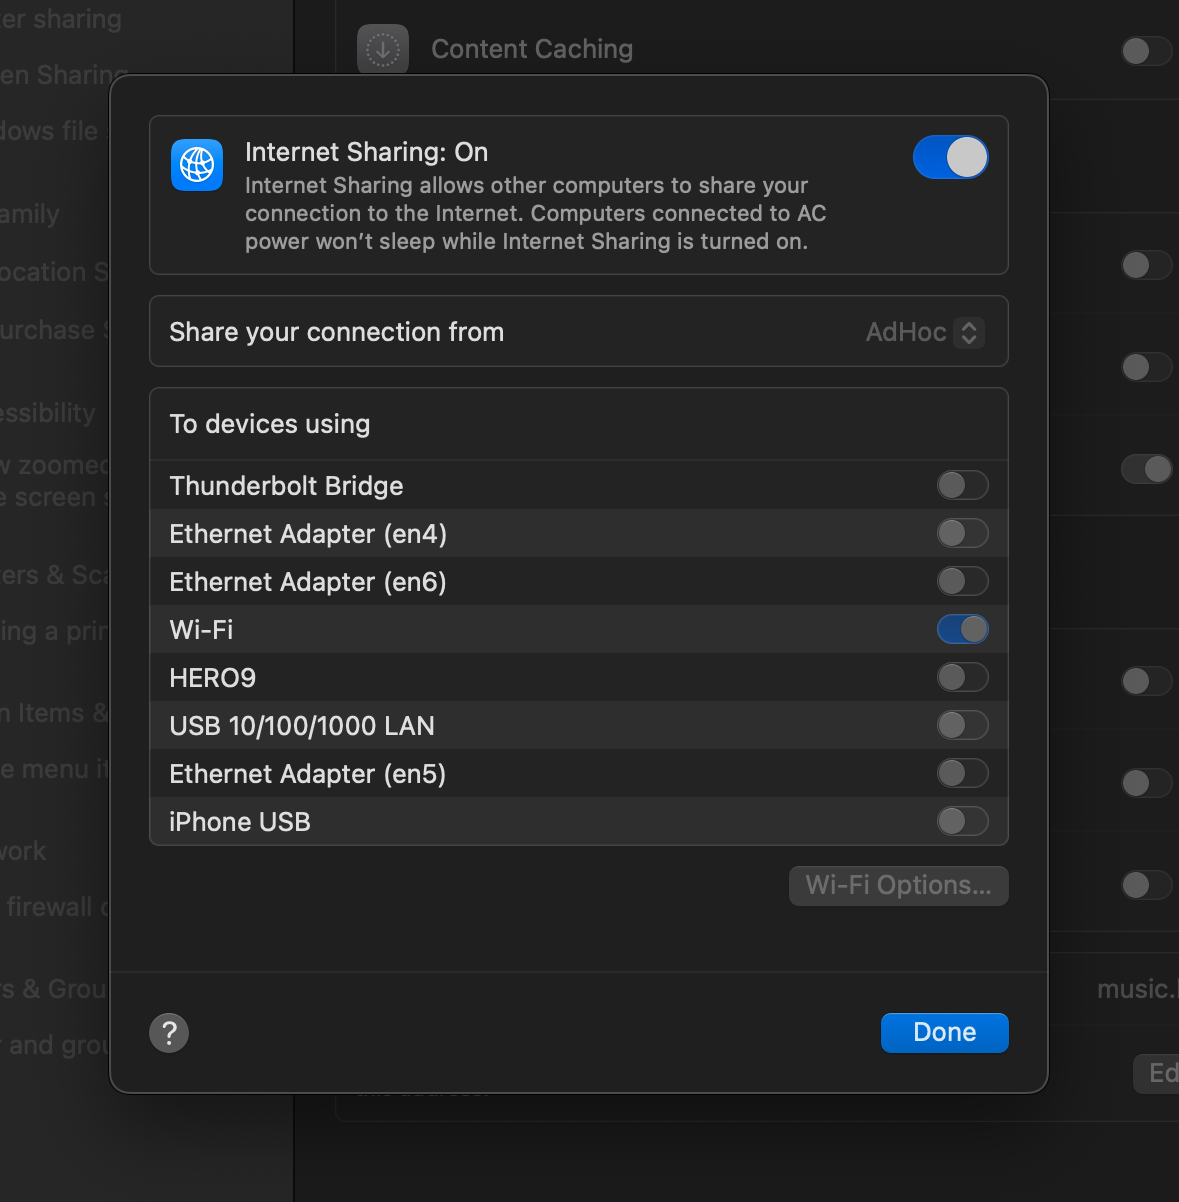 er sharing
Content Caching
en Sharing
dows file
Internet Sharing: On
Internet Sharing allows other computers to share your
connection to the Internet. Computers connected to AC
power won't sleep while Internet Sharing is turned on.
amily
ocation S
urchase S
Share your connection from
AdHoc
essibility
To devices using
w zoomed
e screen s
Thunderbolt Bridge
Ethernet Adapter (en4)
ters & Sca
Ethernet Adapter (en6)
ing a prin
Wi-Fi
HERO9
n Items &
USB 10/100/1000 LAN
e menu it
Ethernet Adapter (en5)
iPhone USB
work
firewall o
Wi-Fi Options...
rs & Grou
music.
r and grou
?
Done
Ed
this address.